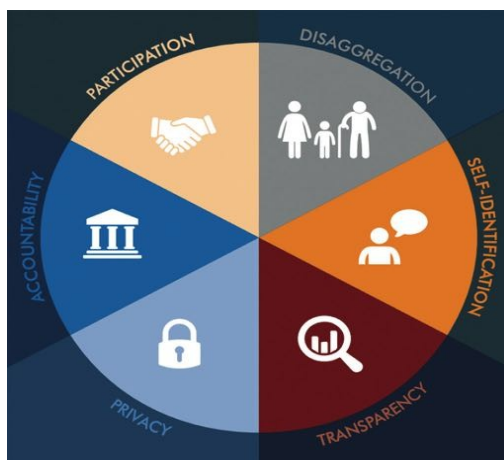 PARTICIPATION
DISAGGREGATION
SELF-IDENTIFICATION
TRANSPARENCY
PRIVACY
ACCOUNTABILITY